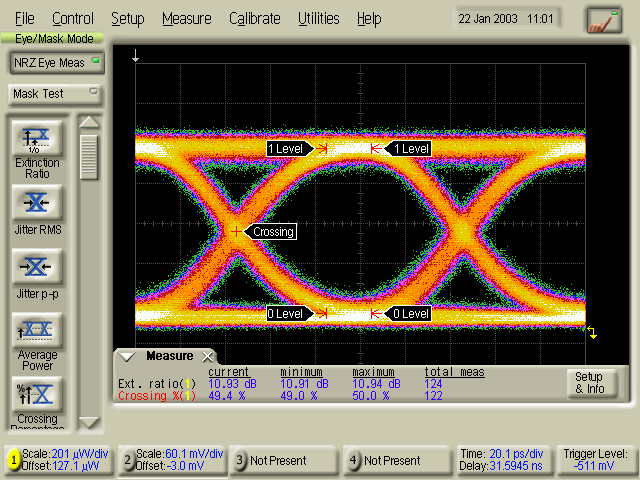 File Control Setup Measure Calibrate Utilities Help 22 Jan 2003 11:01
Eye/Mask Mode
NRZ Eye Meas
Mask Test
1/0
Extinction
Ratio
Jitter RMS
Jitter p-p
Average
Power
%
Crossing
Percentage
1 Level 1 Level
Crossing
0 Level 0 Level
Measure
current minimum maximum total meas
Ext. ratio(1) 10.93 dB 10.91 dB 10.94 dB 124
Crossing %(1) 49.4 % 49.0 % 50.0 % 122
Setup
& Info
1 Scale:201 µW/div
Offset:127.1 µW
2 Scale:60.1 mV/div
Offset:-3.0 mV
3 Not Present
4 Not Present
Time: 20.1 ps/div
Delay:31.5945 ns
Trigger Level:
-511 mV